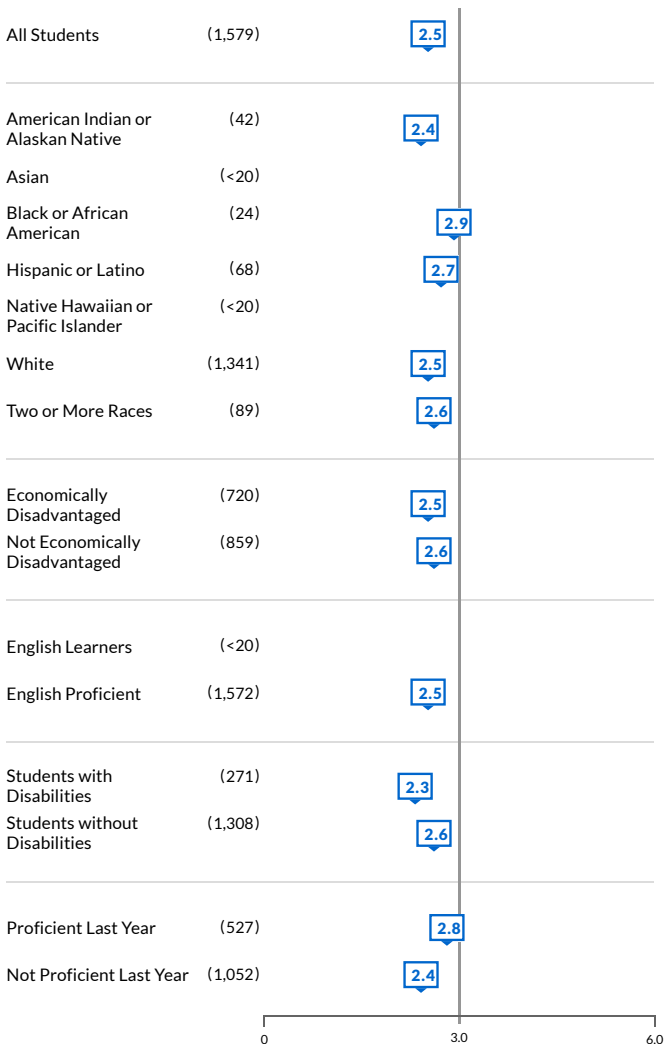 All Students (1,579) 2.5
American Indian or
Alaskan Native (42) 2.4
Asian (<20)
Black or African
American (24) 2.9
Hispanic or Latino (68) 2.7
Native Hawaiian or
Pacific Islander (<20)
White (1,341) 2.5
Two or More Races (89) 2.6
Economically
Disadvantaged (720) 2.5
Not Economically
Disadvantaged (859) 2.6
English Learners (<20)
English Proficient (1,572) 2.5
Students with
Disabilities (271) 2.3
Students without
Disabilities (1,308) 2.6
Proficient Last Year (527) 2.8
Not Proficient Last Year (1,052) 2.4
0 3.0 6.0